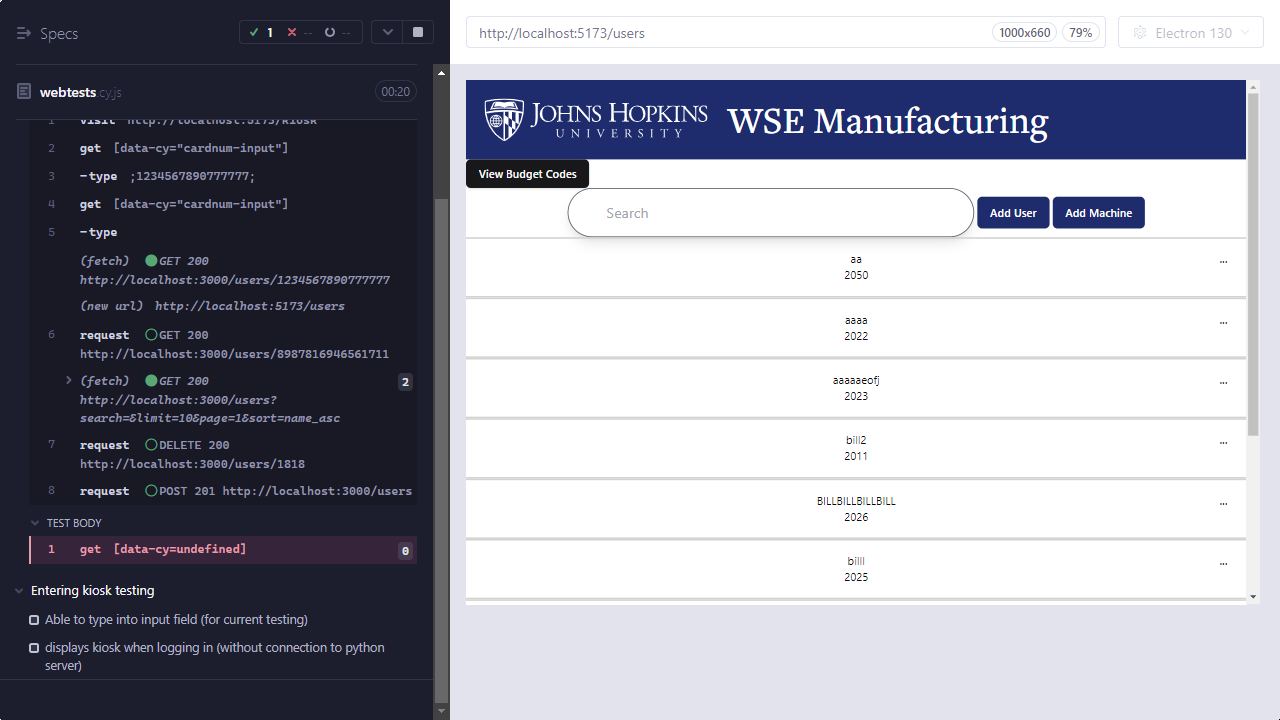 Specs
1
--
--
webtests.cy.js
00:20
1 visit http://localhost:5173/kiosk
2 get [data-cy="cardnum-input"]
3 -type ;1234567890777777;
4 get [data-cy="cardnum-input"]
5 -type
(fetch) GET 200
http://localhost:3000/users/1234567890777777
(new url) http://localhost:5173/users
6 request GET 200
http://localhost:3000/users/8987816946561711
(fetch) GET 200 2
http://localhost:3000/users?
search=&limit=10&page=1&sort=name_asc
7 request DELETE 200
http://localhost:3000/users/1818
8 request POST 201 http://localhost:3000/users
TEST BODY
1 get [data-cy=undefined] 0
Entering kiosk testing
Able to type into input field (for current testing)
displays kiosk when logging in (without connection to python
server)
http://localhost:5173/users
1000x660
79%
Electron 130
JOHNS HOPKINS
UNIVERSITY
WSE Manufacturing
View Budget Codes
Search
Add User
Add Machine
aa
2050
...
aaaa
2022
...
aaaaaeofj
2023
...
bill2
2011
...
BILLBILLBILLBILL
2026
...
billl
2025
...